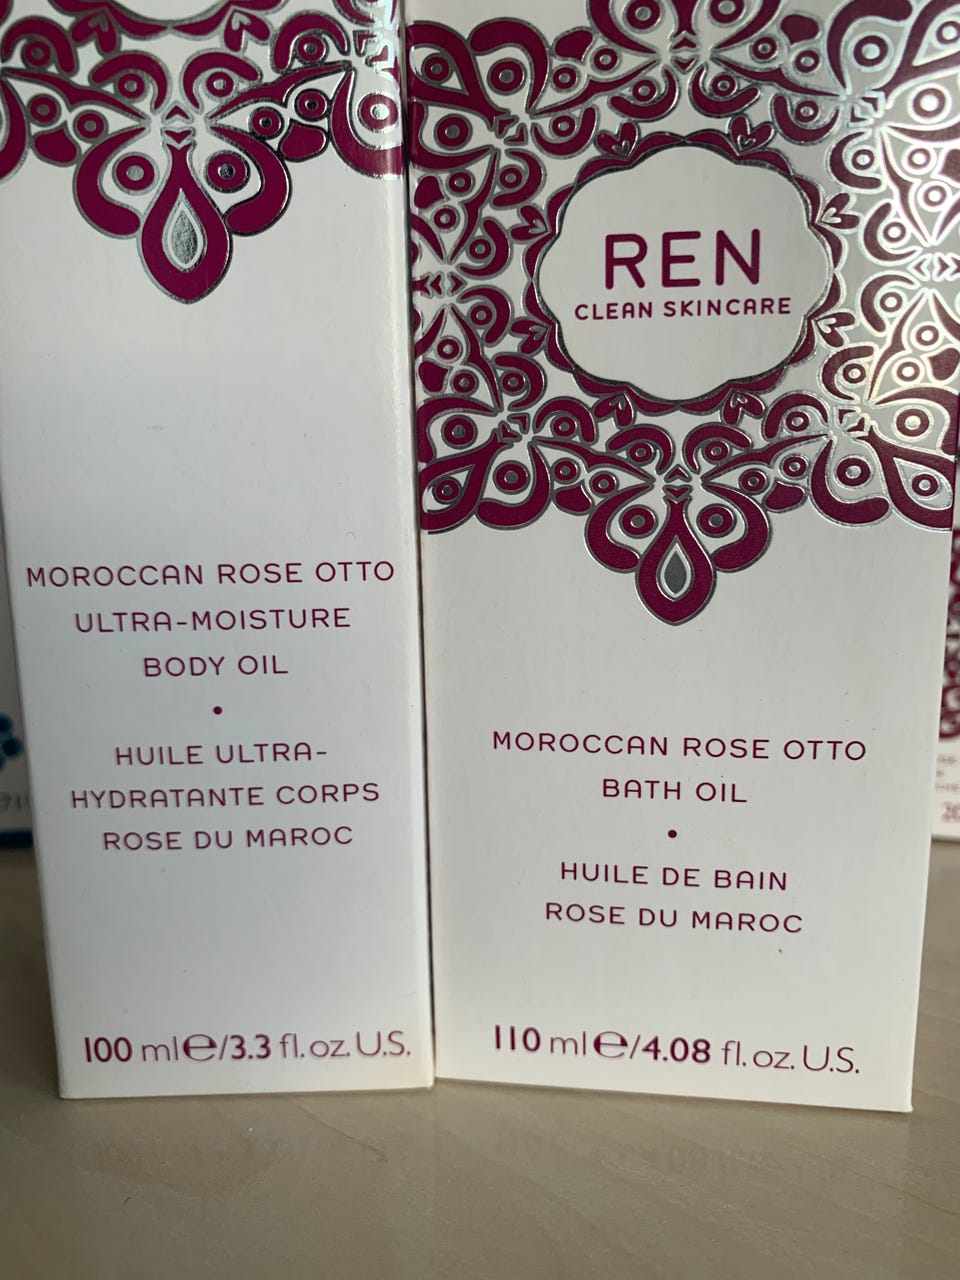 MOROCCAN ROSE OTTO
ULTRA-MOISTURE
BODY OIL
•
HUILE ULTRA-
HYDRATANTE CORPS
ROSE DU MAROC
100 ml℮/3.3 fl. oz. U.S.
REN
CLEAN SKINCARE
MOROCCAN ROSE OTTO
BATH OIL
•
HUILE DE BAIN
ROSE DU MAROC
110 ml℮/4.08 fl. oz. U.S.